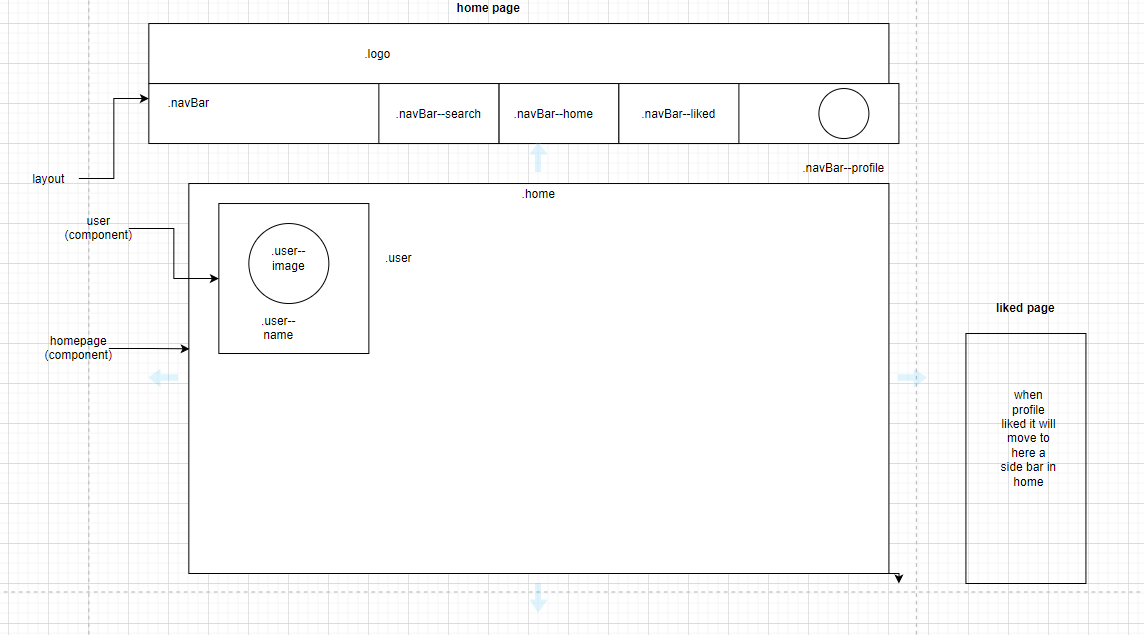 home page
.logo
.navBar
.navBar--search
.navBar--home
.navBar--liked
.navBar--profile
layout
.home
user
(component)
.user--
image
.user
.user--
name
homepage
(component)
liked page
when
profile
liked it will
move to
here a
side bar in
home